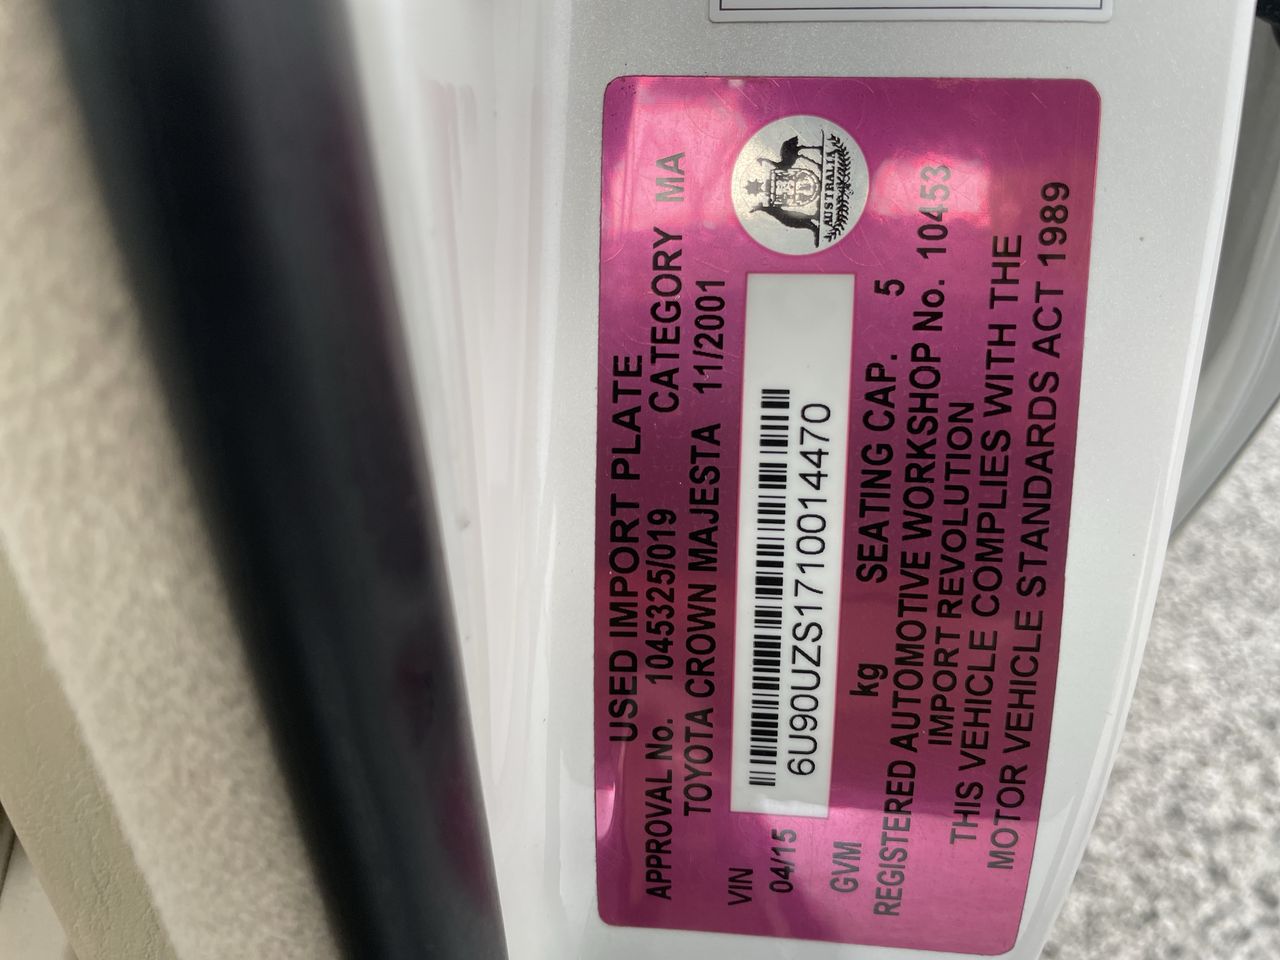 USED IMPORT PLATE
APPROVAL No. 1045325/019 CATEGORY MA
TOYOTA CROWN MAJESTA 11/2001
AUSTRALIA
VIN
04/15
6U90UZS1710014470
GVM kg SEATING CAP. 5
REGISTERED AUTOMOTIVE WORKSHOP No. 10453
IMPORT REVOLUTION
THIS VEHICLE COMPLIES WITH THE
MOTOR VEHICLE STANDARDS ACT 1989